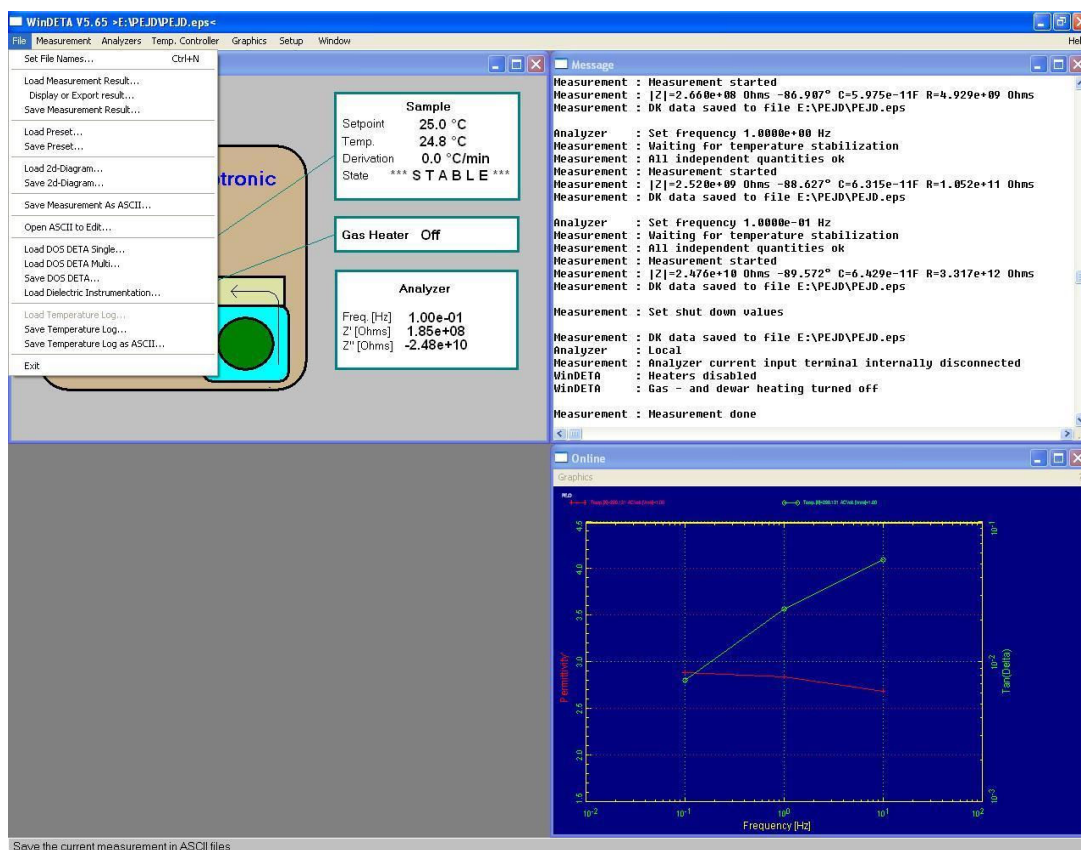 WinDETA V5.65 >E:\PEJD\PEJD.eps<
File Measurement Analyzers Temp. Controller Graphics Setup Window Hel
Set File Names... Ctrl+N
Load Measurement Result...
Display or Export result...
Save Measurement Result...
Load Preset...
Save Preset...
Load 2d-Diagram...
Save 2d-Diagram...
Save Measurement As ASCII...
Open ASCII to Edit...
Load DOS DETA Single...
Load DOS DETA Multi...
Save DOS DETA...
Load Dielectric Instrumentation...
Load Temperature Log...
Save Temperature Log...
Save Temperature Log as ASCII...
Exit
tronic
Sample
Setpoint 25.0 °C
Temp. 24.8 °C
Derivation 0.0 °C/min
State *** S T A B L E ***
Gas Heater Off
Analyzer
Freq. [Hz] 1.00e-01
Z' [Ohms] 1.85e+08
Z'' [Ohms] -2.48e+10
Message
Measurement : Measurement started
Measurement : |Z|=2.660e+08 Ohms -86.907° C=5.975e-11F R=4.929e+09 Ohms
Measurement : DK data saved to file E:\PEJD\PEJD.eps
Analyzer : Set frequency 1.0000e+00 Hz
Measurement : Waiting for temperature stabilization
Measurement : All independent quantities ok
Measurement : Measurement started
Measurement : |Z|=2.520e+09 Ohms -88.627° C=6.315e-11F R=1.052e+11 Ohms
Measurement : DK data saved to file E:\PEJD\PEJD.eps
Analyzer : Set frequency 1.0000e-01 Hz
Measurement : Waiting for temperature stabilization
Measurement : All independent quantities ok
Measurement : Measurement started
Measurement : |Z|=2.476e+10 Ohms -89.572° C=6.429e-11F R=3.317e+12 Ohms
Measurement : DK data saved to file E:\PEJD\PEJD.eps
Measurement : Set shut down values
Measurement : DK data saved to file E:\PEJD\PEJD.eps
Analyzer : Local
Measurement : Analyzer current input terminal internally disconnected
WinDETA : Heaters disabled
WinDETA : Gas - and dewar heating turned off
Measurement : Measurement done
Online
Graphics
4.5
4.0
3.5
3.0
2.5
2.0
1.5
Permittivity'
10-1
10-2
10-3
Tan(Delta)
10-2 10-1 100 101 102
Frequency [Hz]
Save the current measurement in ASCII files